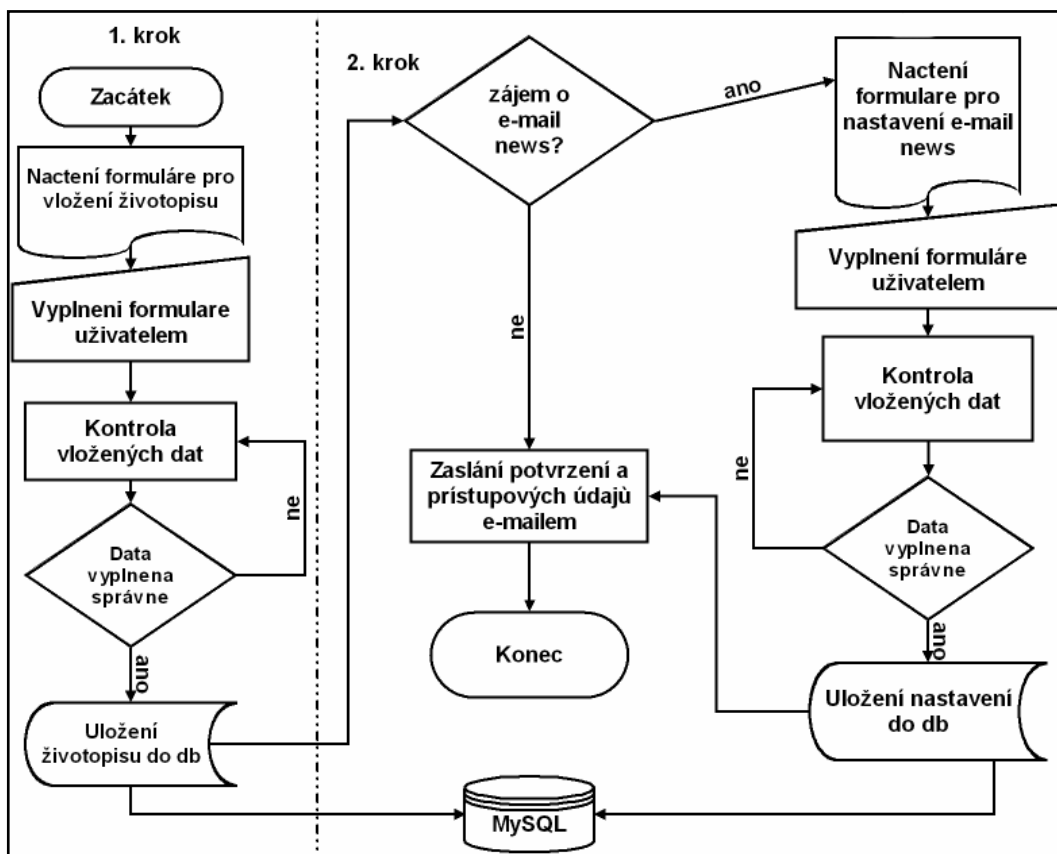 1. krok
Zacátek
Nactení formuláre pro
vložení životopisu
Vyplneni formulare
uživatelem
Kontrola
vložených dat
ne
Data
vyplnena
správne
ano
Uložení
životopisu do db
2. krok
zájem o
e-mail
news?
ano
ne
Nactení
formulare pro
nastavení e-mail
news
Vyplnení formuláre
uživatelem
Kontrola
vložených dat
ne
Data
vyplnena
správne
ano
Uložení nastavení
do db
Zaslání potvrzení a
prístupových údajù
e-mailem
Konec
MySQL